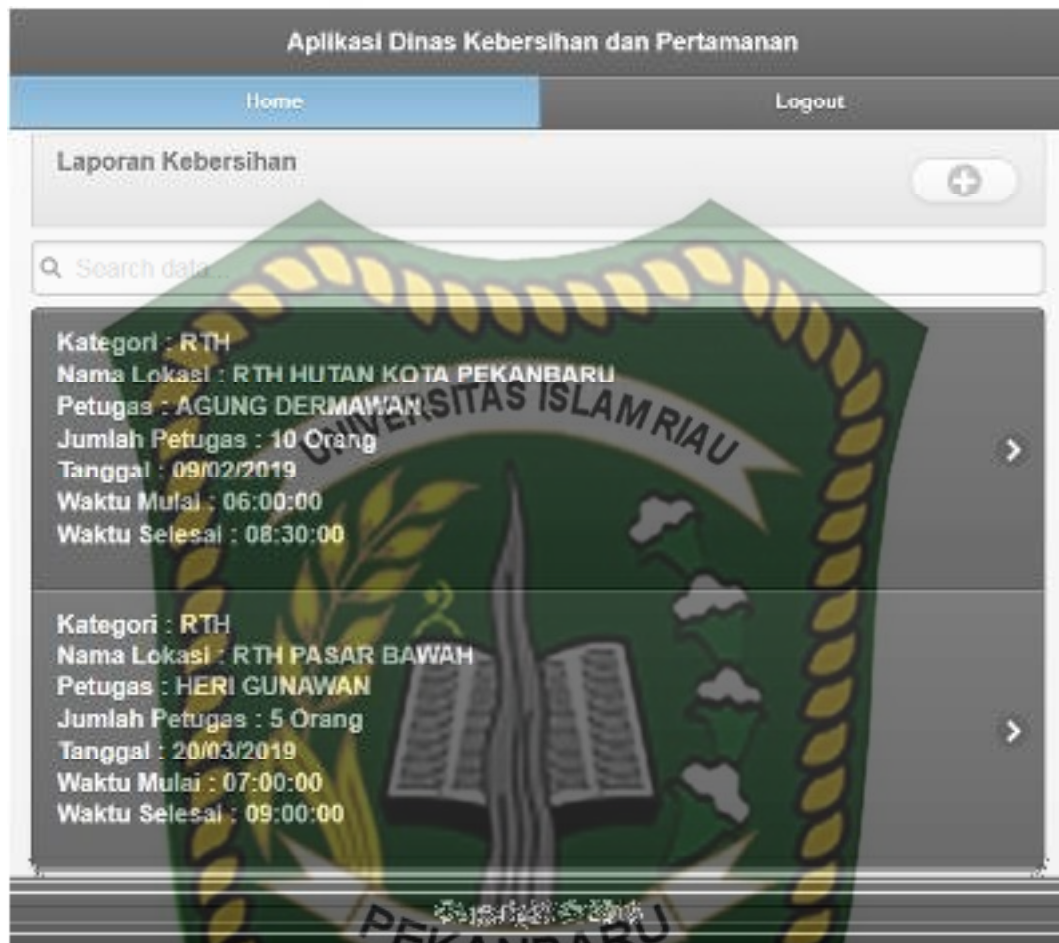 Aplikasi Dinas Kebersihan dan Pertamanan
Home Logout
Laporan Kebersihan
Search data...
Kategori : RTH
Nama Lokasi : RTH HUTAN KOTA PEKANBARU
Petugas : AGUNG DERMAWAN
Jumlah Petugas : 10 Orang
Tanggal : 09/02/2019
Waktu Mulai : 06:00:00
Waktu Selesai : 08:30:00
UNIVERSITAS ISLAM RIAU
Kategori : RTH
Nama Lokasi : RTH PASAR BAWAH
Petugas : HERI GUNAWAN
Jumlah Petugas : 5 Orang
Tanggal : 20/03/2019
Waktu Mulai : 07:00:00
Waktu Selesai : 09:00:00
PEKANBARU